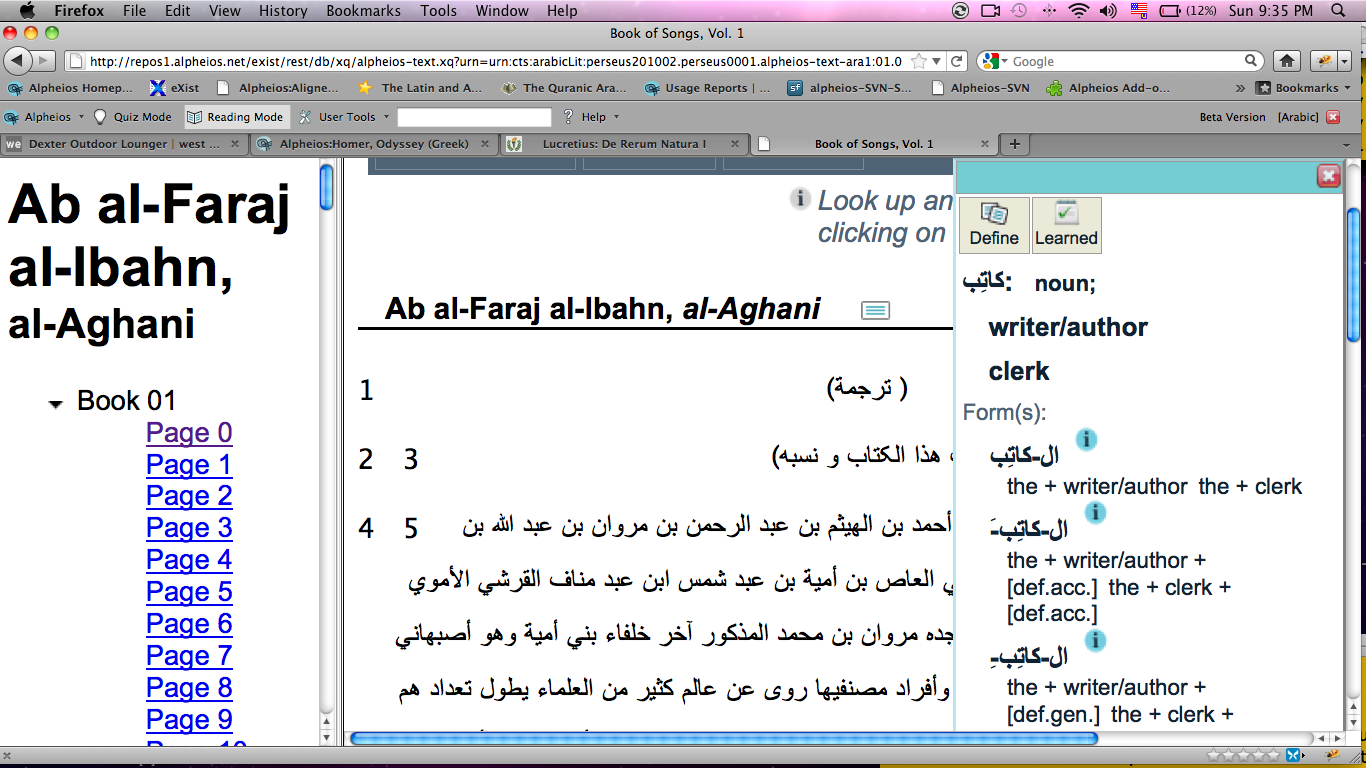 Firefox File Edit View History Bookmarks Tools Window Help (12%) Sun 9:35 PM
Book of Songs, Vol. 1
http://repos1.alpheios.net/exist/rest/db/xq/alpheios-text.xq?urn=urn:cts:arabicLit:perseus201002.perseus0001.alpheios-text-ara1:01.0 Google
Alpheios Homep... eXist Alpheios:Aligne... The Latin and A... The Quranic Ara... Usage Reports | ... sf alpheios-SVN-S... Alpheios-SVN Alpheios Add-o... » Bookmarks
Alpheios Quiz Mode Reading Mode User Tools ? Help Beta Version [Arabic]
we Dexter Outdoor Lounger | west ... Alpheios:Homer, Odyssey (Greek) Lucretius: De Rerum Natura I Book of Songs, Vol. 1
Ab al-Faraj
al-Ibahn,
al-Aghani
Book 01
Page 0
Page 1
Page 2
Page 3
Page 4
Page 5
Page 6
Page 7
Page 8
Page 9
Look up an
clicking on
Ab al-Faraj al-Ibahn, al-Aghani
1 ( ترجمة)
2 3 هذا الكتاب و نسبه)
4 5 أحمد بن الهيثم بن عبد الرحمن بن مروان بن عبد الله بن
العاص بن أمية بن عبد شمس ابن عبد مناف القرشي الأموي
جده مروان بن محمد المذكور آخر خلفاء بني أمية وهو أصبهاني
وأفراد مصنفيها روى عن عالم كثير من العلماء يطول تعداد هم
Define Learned
كاتِب: noun;
writer/author
clerk
Form(s):
ال-كاتِب
the + writer/author the + clerk
ال-كاتِب-َ
the + writer/author +
[def.acc.] the + clerk +
[def.acc.]
ال-كاتِب-ِ
the + writer/author +
[def.gen.] the + clerk +